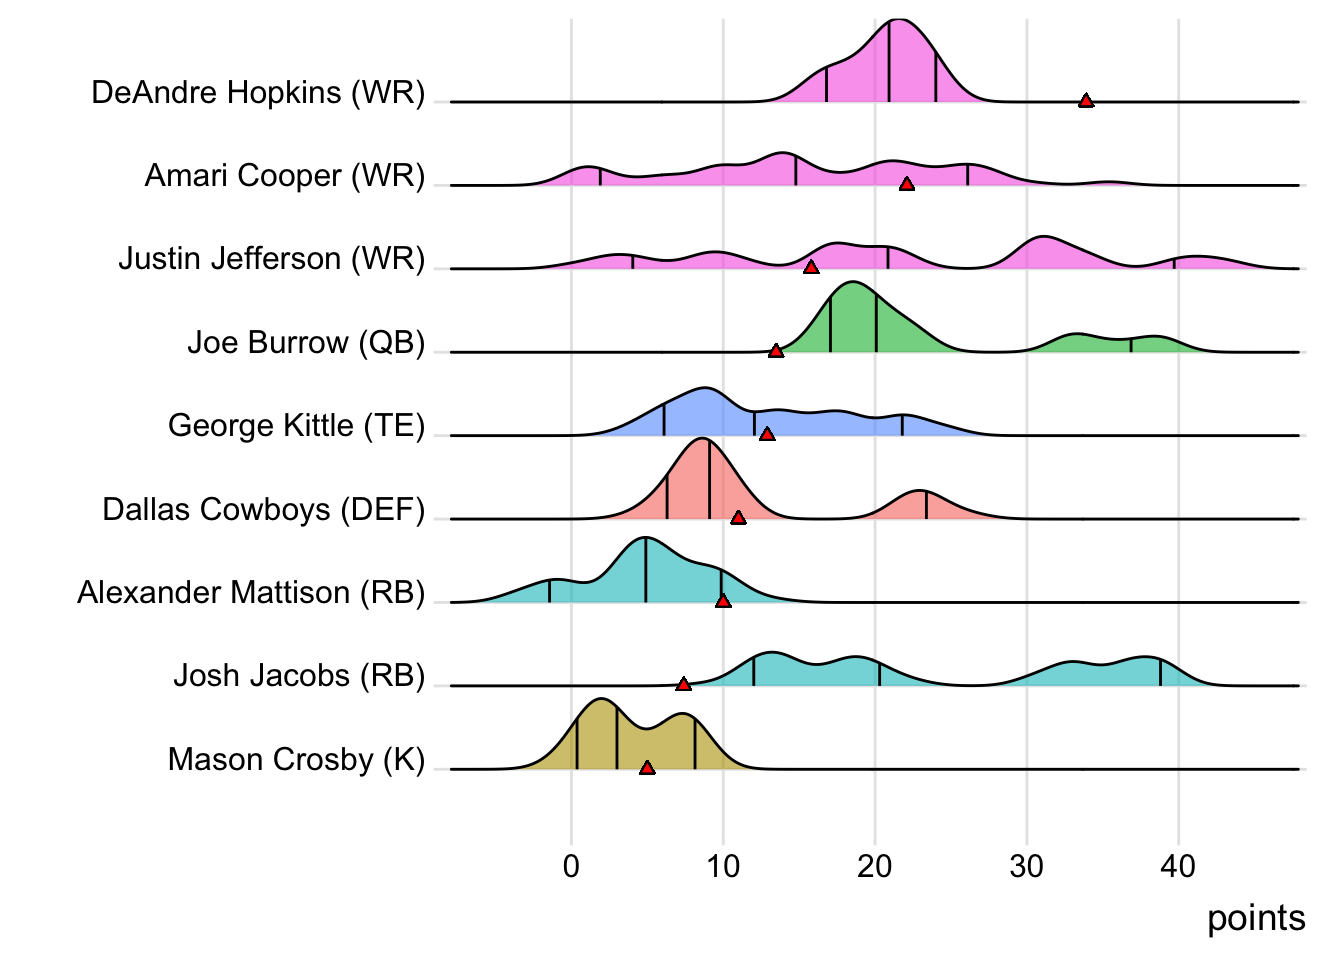 DeAndre Hopkins (WR)
Amari Cooper (WR)
Justin Jefferson (WR)
Joe Burrow (QB)
George Kittle (TE)
Dallas Cowboys (DEF)
Alexander Mattison (RB)
Josh Jacobs (RB)
Mason Crosby (K)
0 10 20 30 40
points